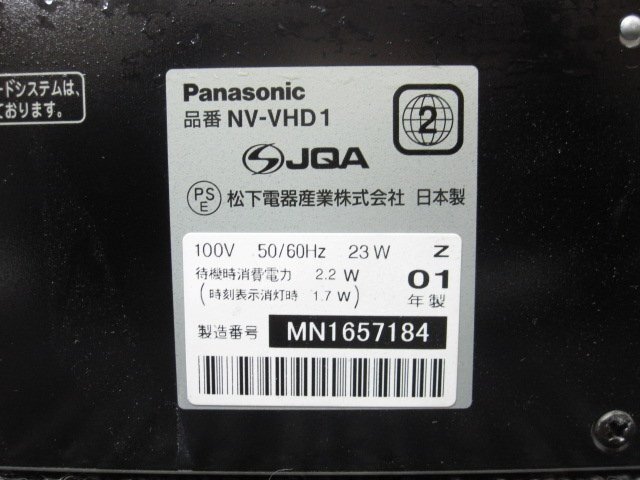 ードシステムは、
ております。
Panasonic
品番 NV-VHD1
2
JQA
PS
E
松下電器産業株式会社 日本製
100V 50/60Hz 23W Z
待機時消費電力 2.2 W
(時刻表示消灯時 1.7 W)
01
年製
製造番号 MN1657184